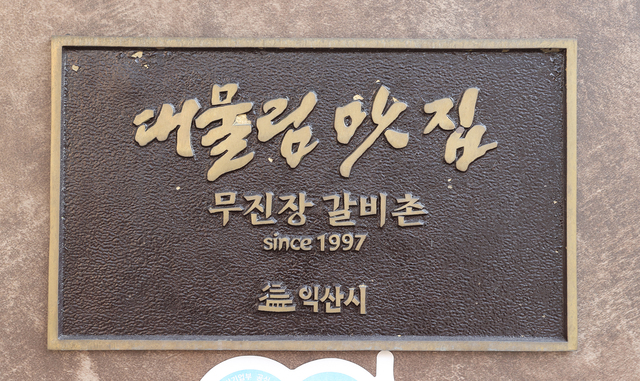 대물림 맛집
무진장 갈비촌
since 1997
익산시